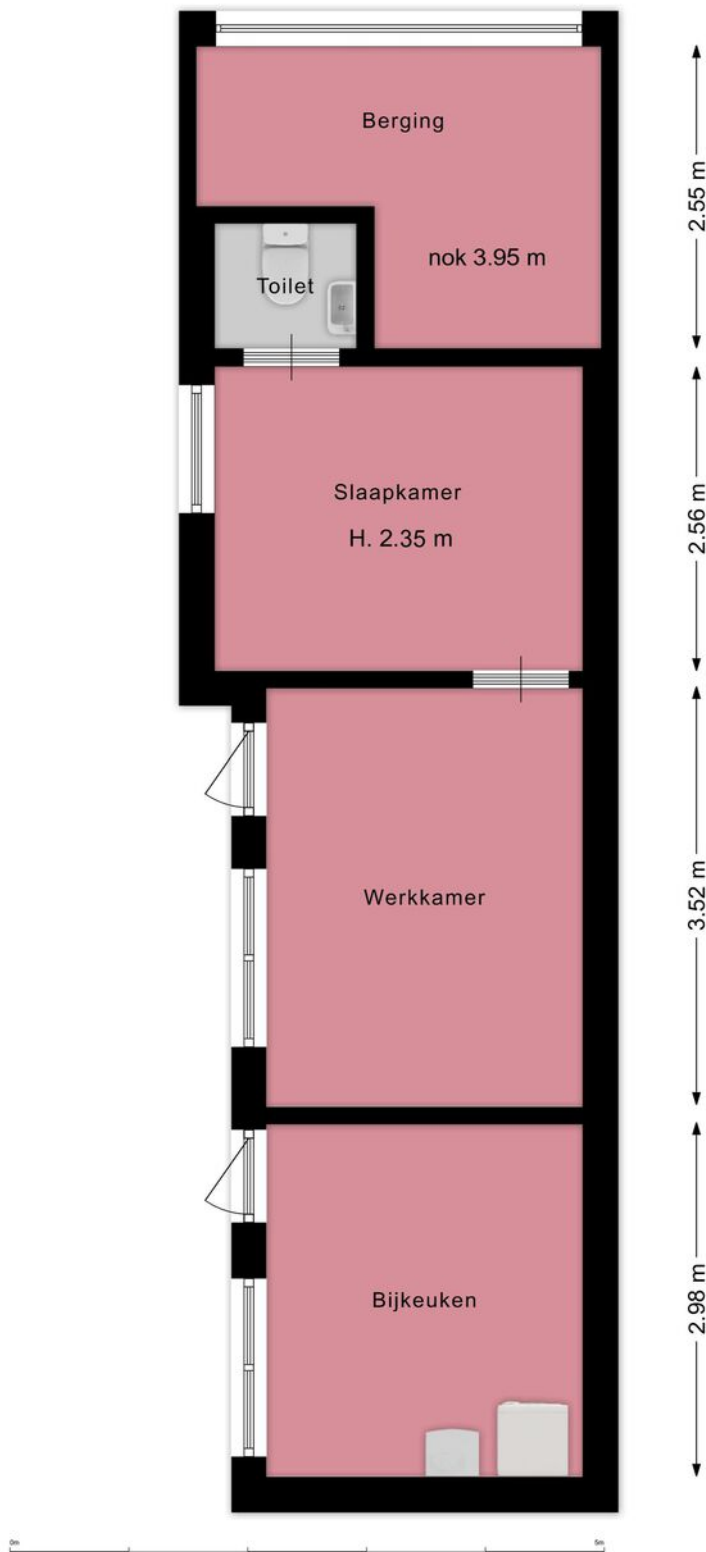 Berging
2.55 m
nok 3.95 m
Toilet
Slaapkamer
H. 2.35 m
2.56 m
Werkkamer
3.52 m
Bijkeuken
2.98 m
0m
5m